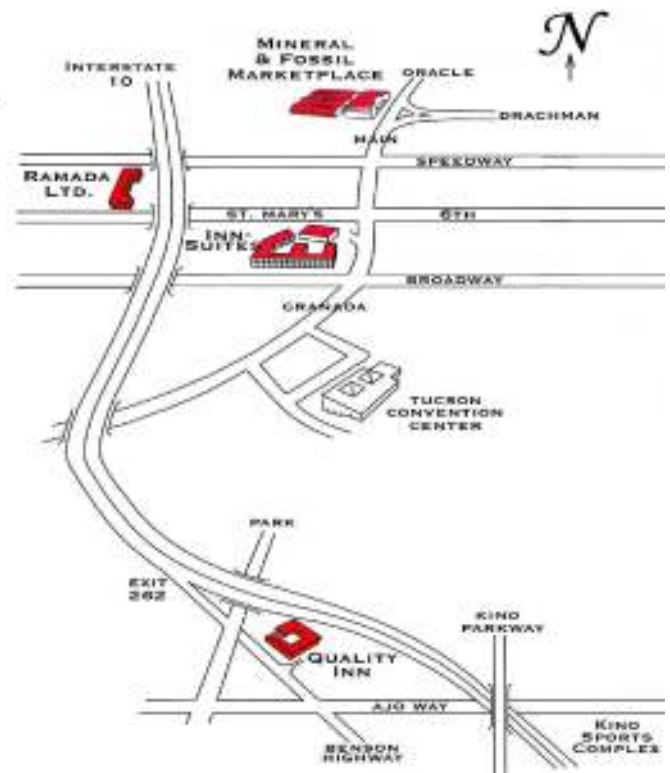 N
MINERAL
& FOSSIL
MARKETPLACE
INTERSTATE
10
ORACLE
DRACHMAN
MAIN
SPEEDWAY
RAMADA
LTD.
ST. MARY'S
6TH
INN-
SUITES
BROADWAY
GRANADA
TUCSON
CONVENTION
CENTER
PARK
EXIT
262
KINO
PARKWAY
QUALITY
INN
AJO WAY
BENSON
HIGHWAY
KINO
SPORTS
COMPLEX